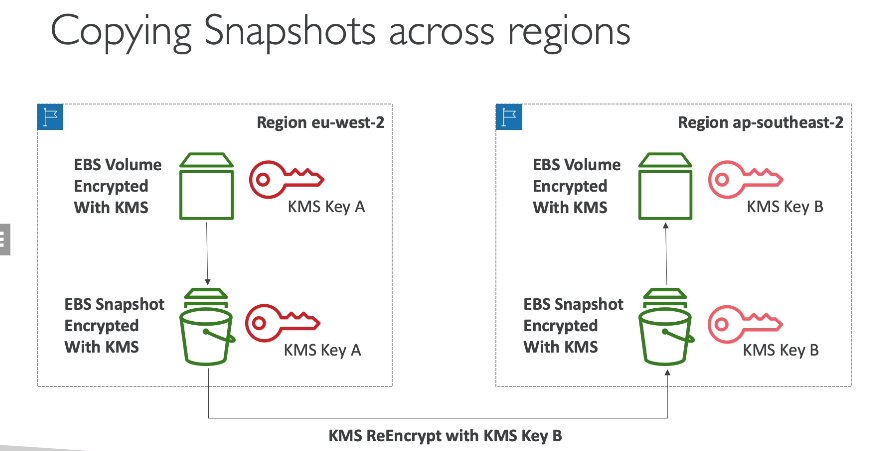 Copying Snapshots across regions
Region eu-west-2
EBS Volume
Encrypted
With KMS
KMS Key A
EBS Snapshot
Encrypted
With KMS
KMS Key A
Region ap-southeast-2
EBS Volume
Encrypted
With KMS
KMS Key B
EBS Snapshot
Encrypted
With KMS
KMS Key B
KMS ReEncrypt with KMS Key B